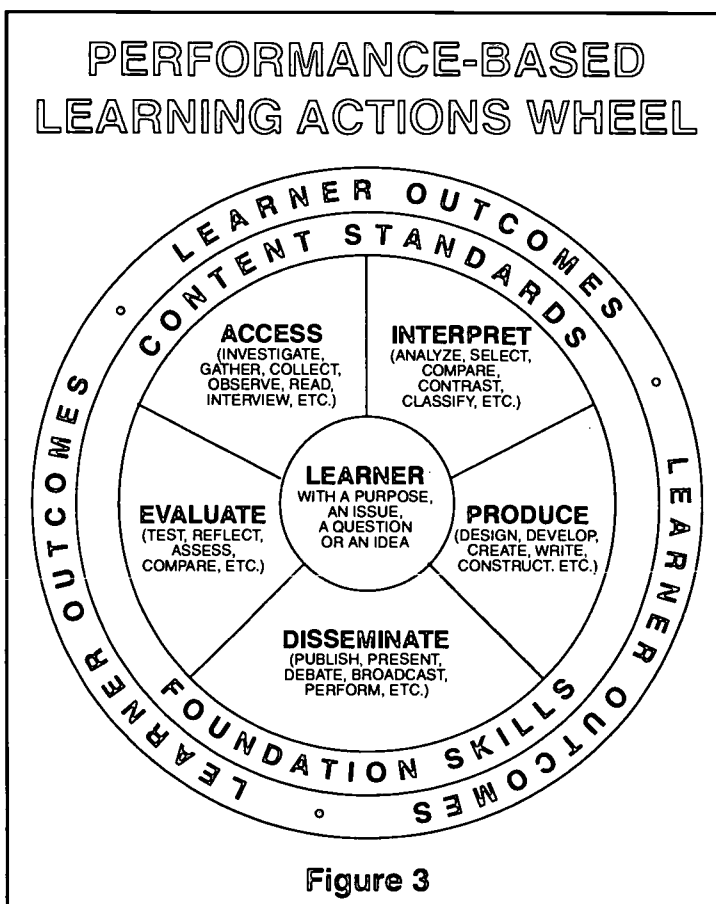 PERFORMANCE-BASED
LEARNING ACTIONS WHEEL
LEARNER OUTCOMES
LEARNER OUTCOMES
LEARNER OUTCOMES
CONTENT STANDARDS
ACCESS
(INVESTIGATE,
GATHER, COLLECT,
OBSERVE, READ,
INTERVIEW, ETC.)
INTERPRET
(ANALYZE, SELECT,
COMPARE,
CONTRAST,
CLASSIFY, ETC.)
LEARNER
WITH A PURPOSE,
AN ISSUE,
A QUESTION
OR AN IDEA
EVALUATE
(TEST, REFLECT,
ASSESS,
COMPARE, ETC.)
PRODUCE
(DESIGN, DEVELOP,
CREATE, WRITE,
CONSTRUCT. ETC.)
DISSEMINATE
(PUBLISH, PRESENT,
DEBATE, BROADCAST,
PERFORM, ETC.)
FOUNDATION SKILLS
Figure 3